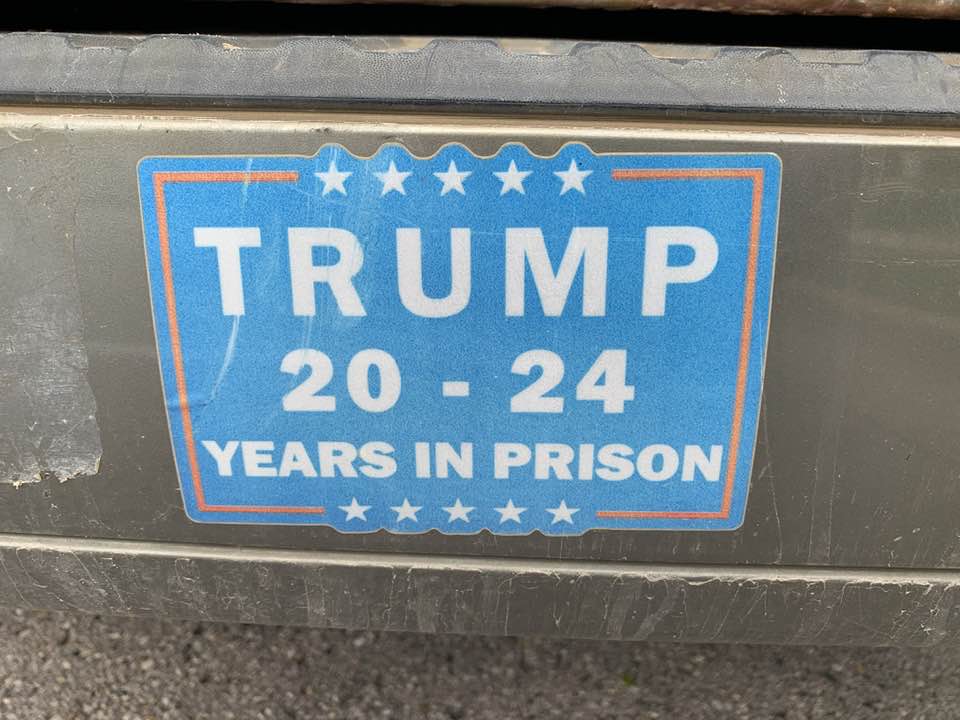 TRUMP
20 - 24
YEARS IN PRISON